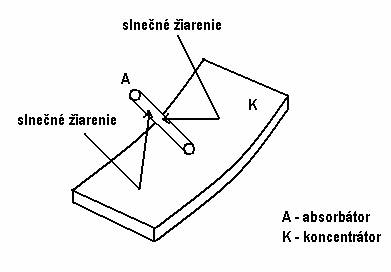 slnečné žiarenie
A
K
slnečné žiarenie
A - absorbátor
K - koncentrátor